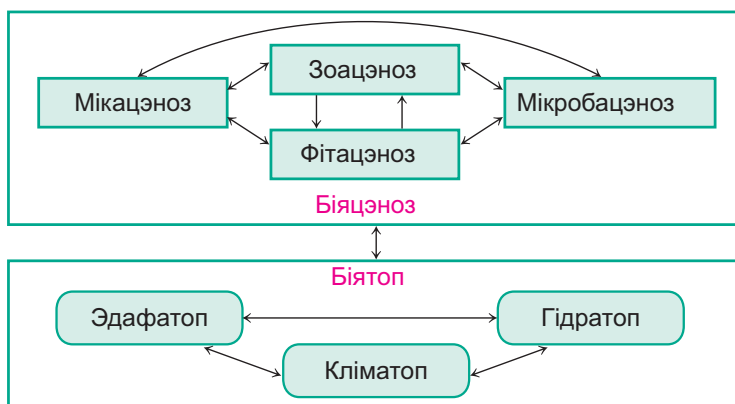 Зоацэноз
Мікацэноз
Мікробацэноз
Фітацэноз
Біяцэноз
Біятоп
Эдафатоп
Гідратоп
Кліматоп